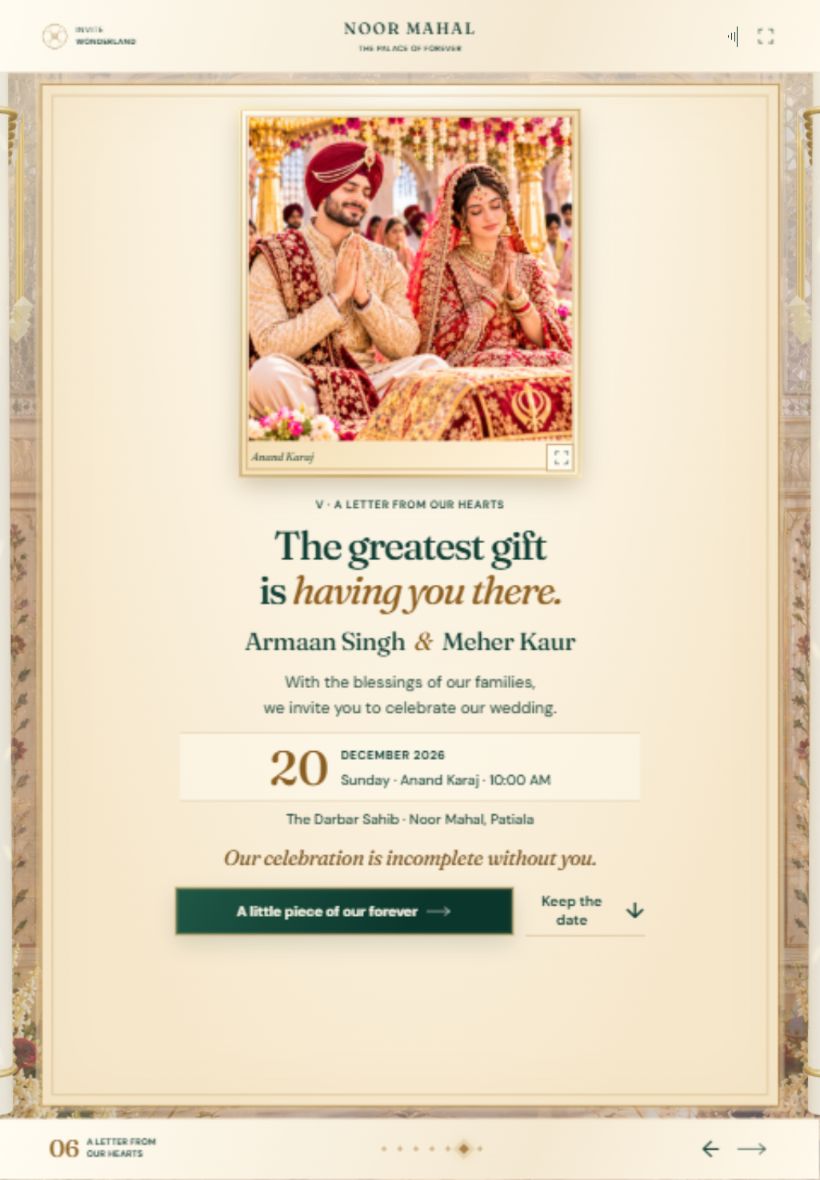 INVITE
WONDERLAND
NOOR MAHAL
THE PALACE OF FOREVER
Anand Karaj
V · A LETTER FROM OUR HEARTS
The greatest gift
is having you there.
Armaan Singh & Meher Kaur
With the blessings of our families,
we invite you to celebrate our wedding.
20 DECEMBER 2026
Sunday · Anand Karaj · 10:00 AM
The Darbar Sahib · Noor Mahal, Patiala
Our celebration is incomplete without you.
A little piece of our forever →
Keep the
date ↓
06 A LETTER FROM
OUR HEARTS